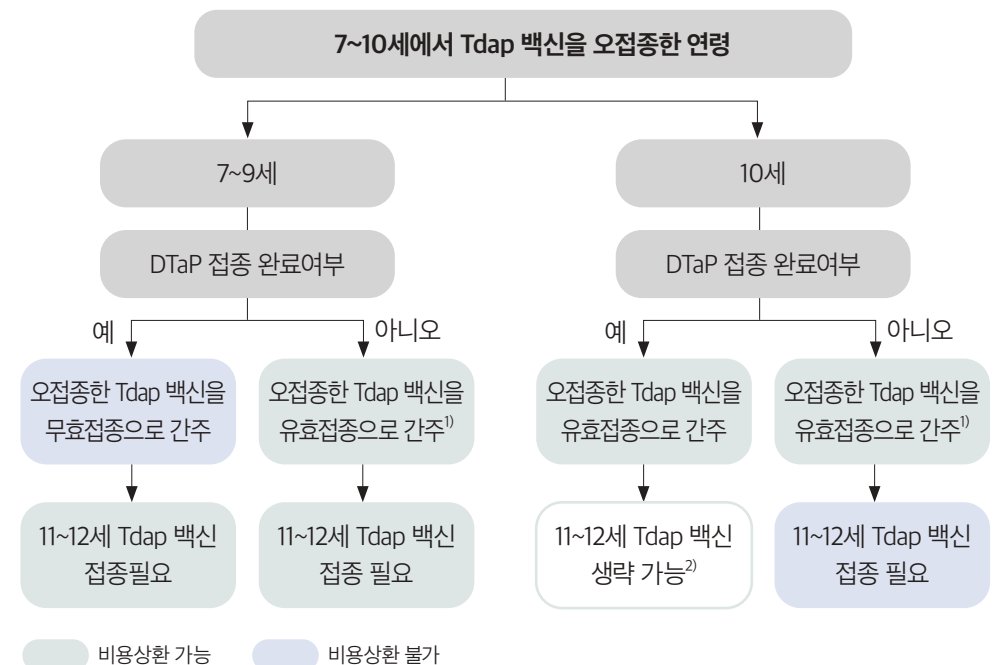 7~10세에서 Tdap 백신을 오접종한 연령
7~9세
10세
DTaP 접종 완료여부
DTaP 접종 완료여부
예
아니오
예
아니오
오접종한 Tdap 백신을
무효접종으로 간주
오접종한 Tdap 백신을
유효접종으로 간주1)
오접종한 Tdap 백신을
유효접종으로 간주
오접종한 Tdap 백신을
유효접종으로 간주1)
11~12세 Tdap 백신
접종필요
11~12세 Tdap 백신
접종 필요
11~12세 Tdap 백신
생략 가능2)
11~12세 Tdap 백신
접종 필요
비용상환 가능
비용상환 불가